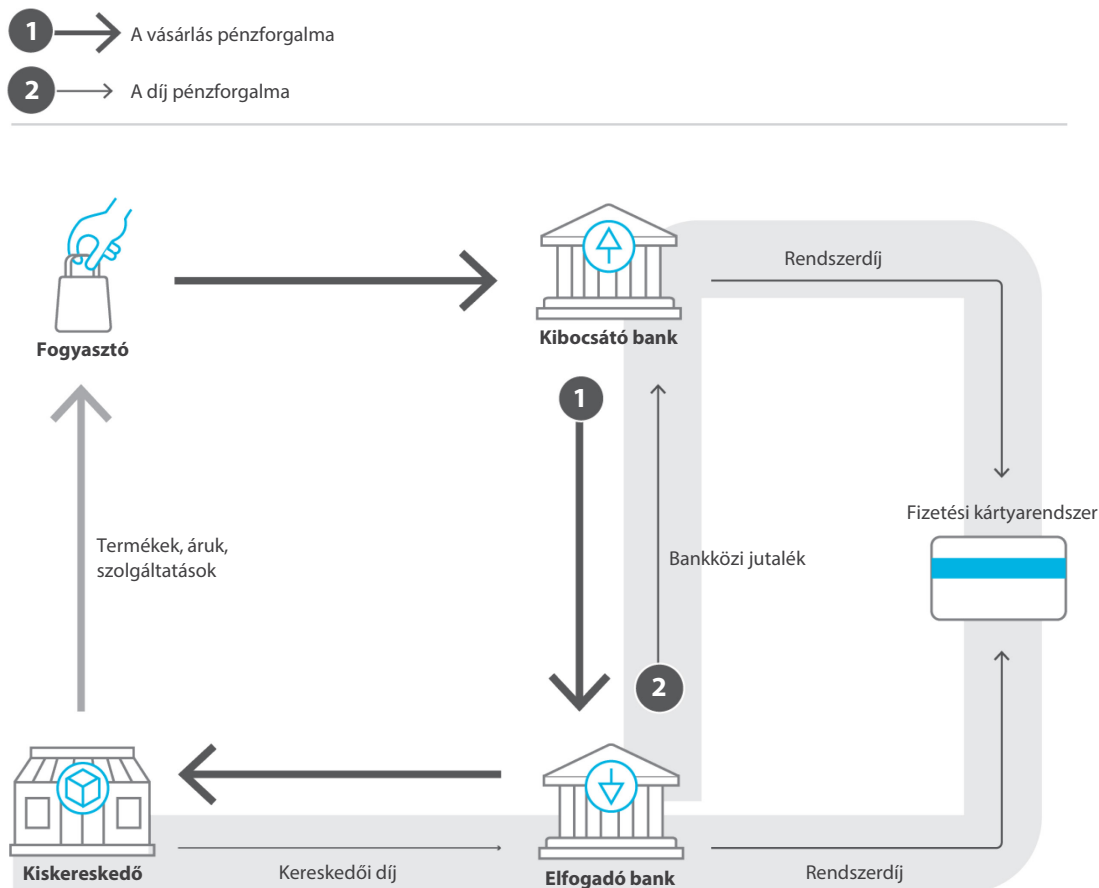 1 A vásárlás pénzforgalma
2 A díj pénzforgalma
Rendszerdíj
Fogyasztó
Kibocsátó bank
1
Fizetési kártyarendszer
Termékek, áruk,
szolgáltatások
Bankközi jutalék
2
Kiskereskedő
Kereskedői díj
Elfogadó bank
Rendszerdíj